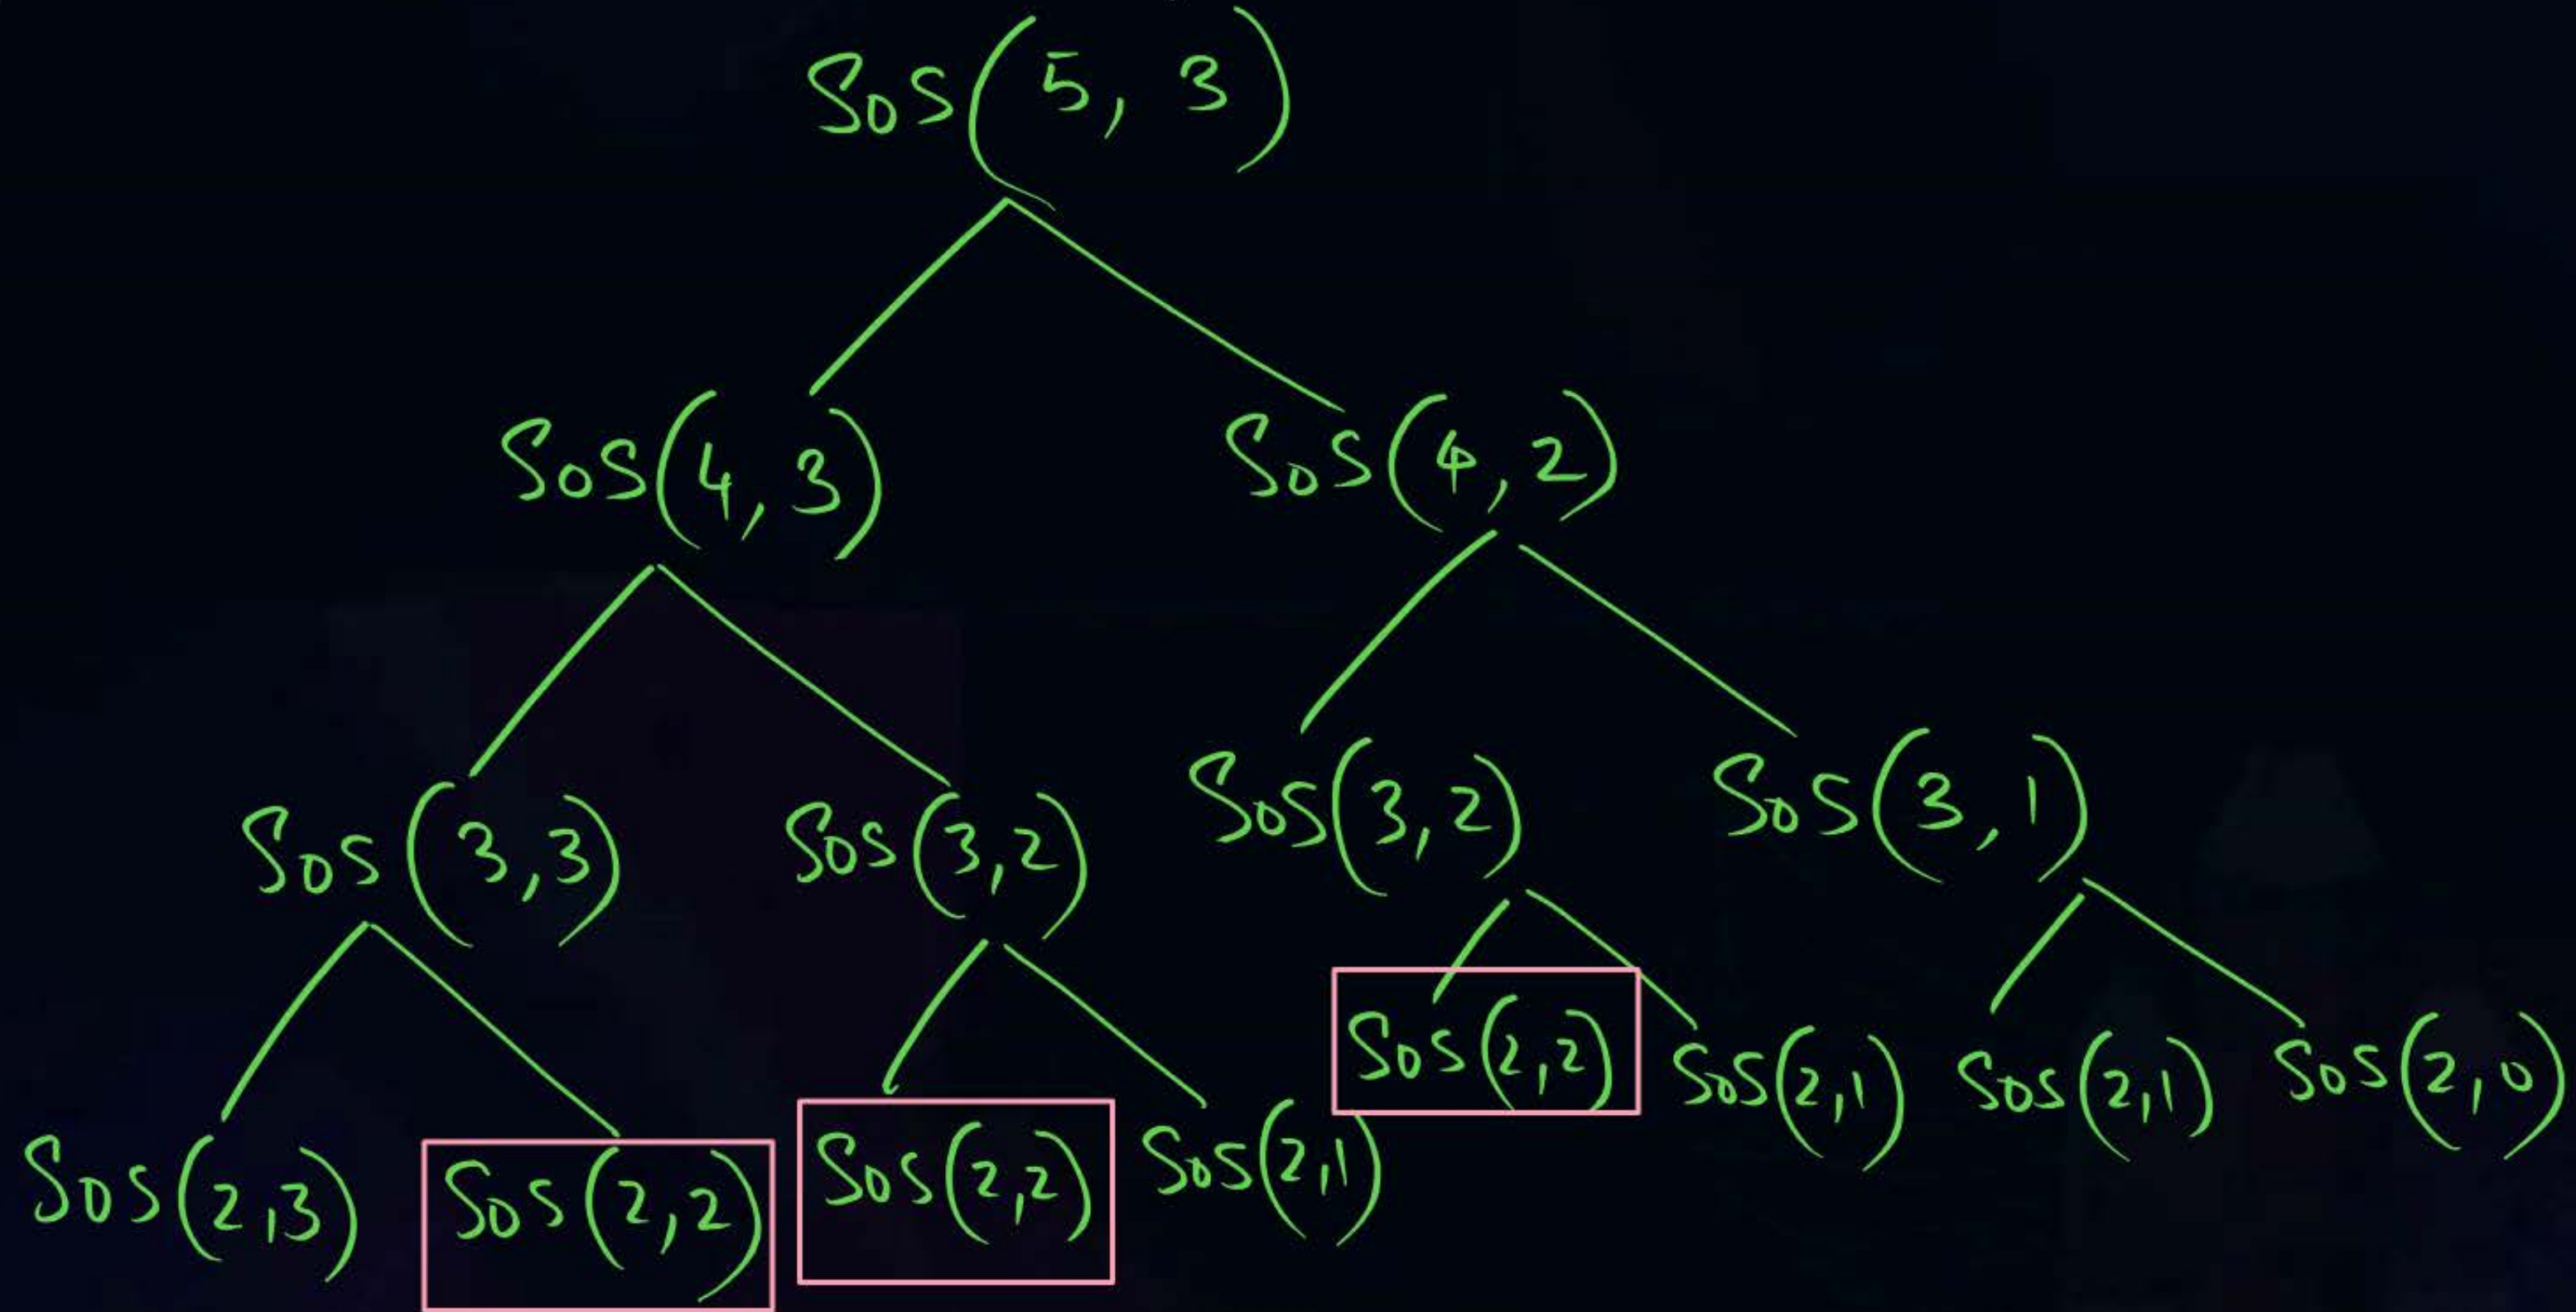 SOS(5, 3)
SOS(4, 3) SOS(4, 2)
SOS(3,3) SOS(3,2) SOS(3,2) SOS(3,1)
SOS(2,3) SOS(2,2) SOS(2,2) SOS(2,1) SOS(2,2) SOS(2,1) SOS(2,1) SOS(2,0)